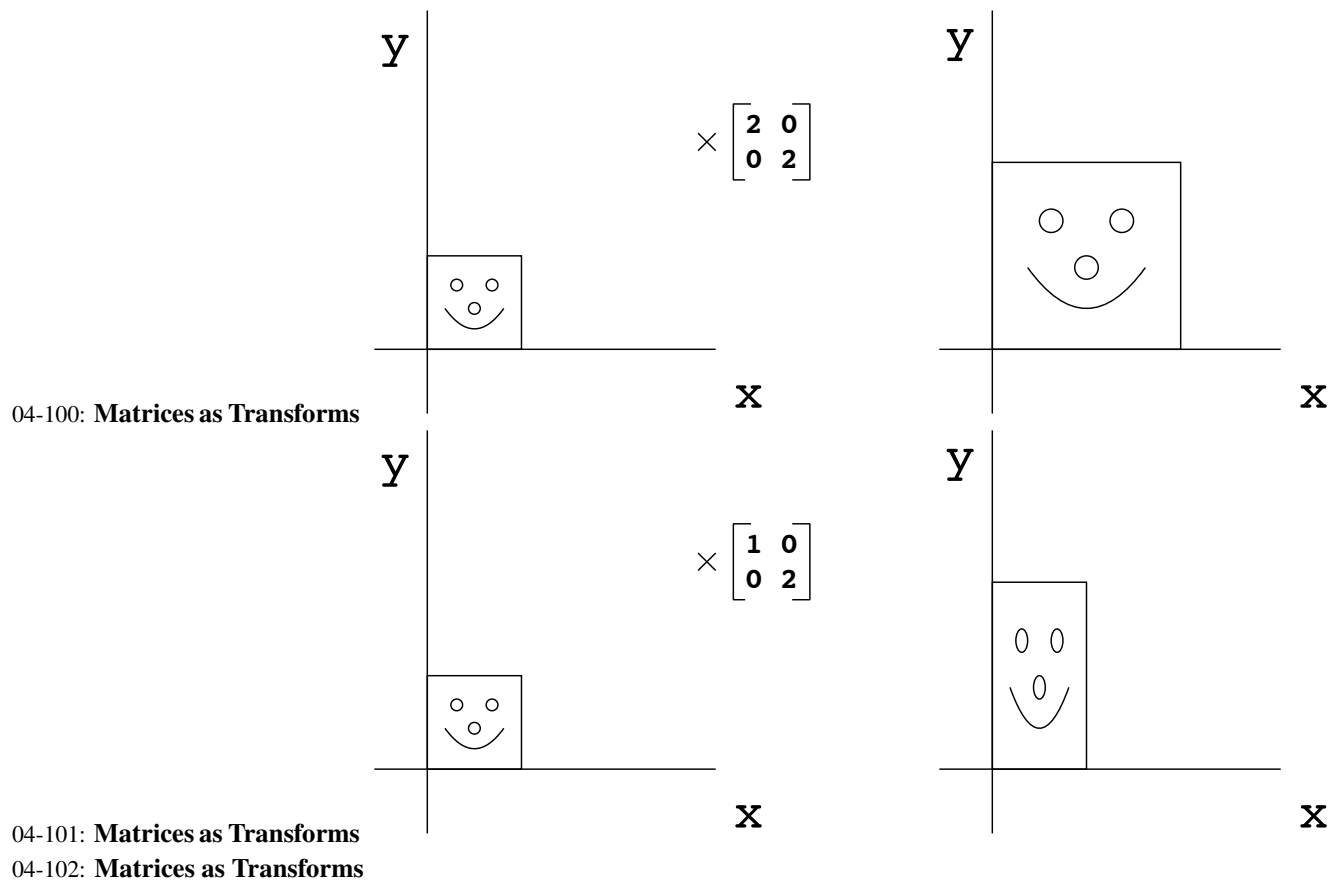 y
y
× [2 0
0 2]
x
x
04-100: Matrices as Transforms
y
y
× [1 0
0 2]
x
x
04-101: Matrices as Transforms
04-102: Matrices as Transforms